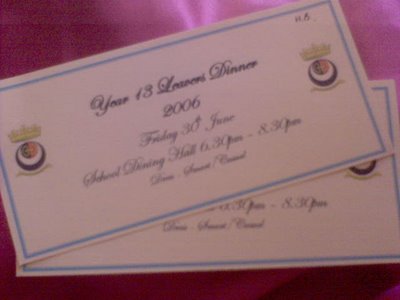 H.B.
Year 13 Leavers Dinner
2006
Friday 30th June
School Dining Hall 6.30pm - 8.30pm
Dress - Smart/Casual
6.30pm - 8.30pm
Dress - Smart/Casual